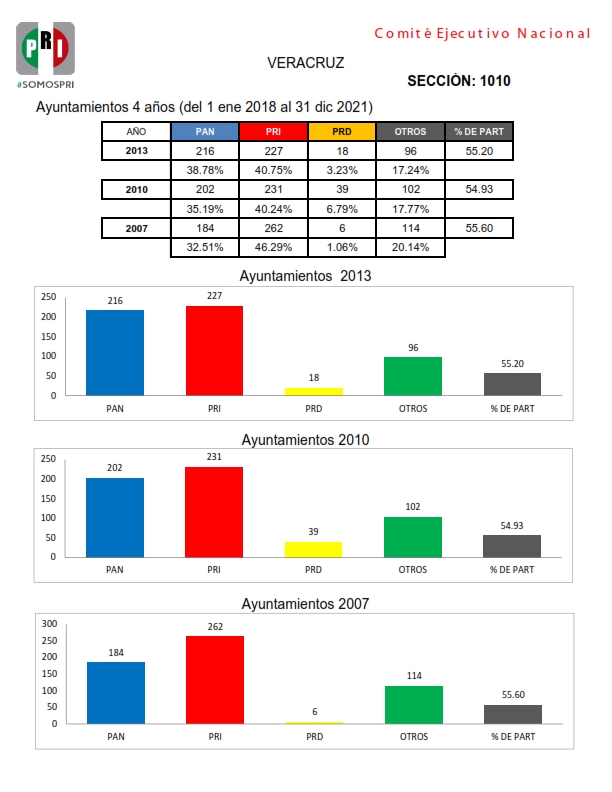 Comité Ejecutivo Nacional
PRI
#SOMOSPRI
VERACRUZ
SECCIÓN: 1010
Ayuntamientos 4 años (del 1 ene 2018 al 31 dic 2021)
AÑO PAN PRI PRD OTROS % DE PART
2013 216 227 18 96 55.20
38.78% 40.75% 3.23% 17.24%
2010 202 231 39 102 54.93
35.19% 40.24% 6.79% 17.77%
2007 184 262 6 114 55.60
32.51% 46.29% 1.06% 20.14%
Ayuntamientos 2013
250
200
150
100
50
0
216
227
18
96
55.20
PAN PRI PRD OTROS % DE PART
Ayuntamientos 2010
250
200
150
100
50
0
202
231
39
102
54.93
PAN PRI PRD OTROS % DE PART
Ayuntamientos 2007
300
250
200
150
100
50
0
184
262
6
114
55.60
PAN PRI PRD OTROS % DE PART